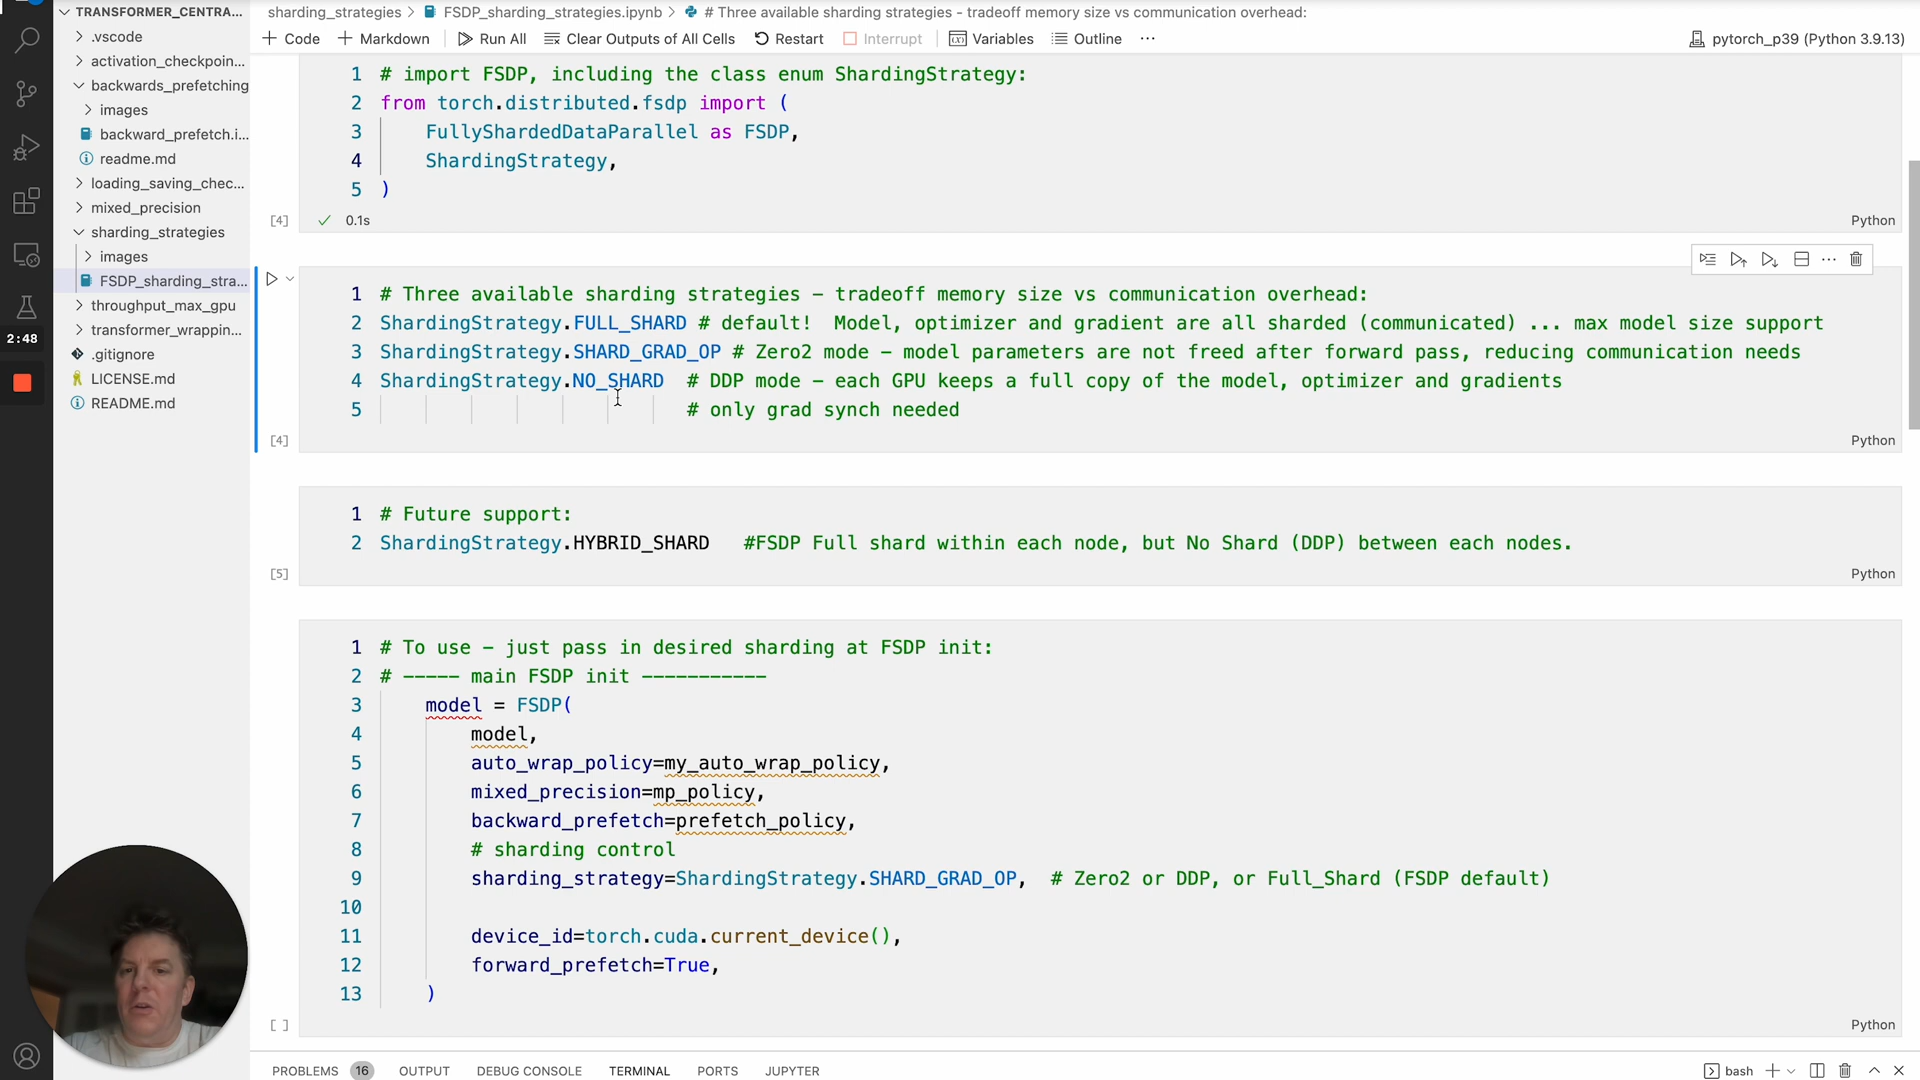 TRANSFORMER_CENTRA...
.vscode
activation_checkpoin...
backwards_prefetching
images
backward_prefetch.i...
readme.md
loading_saving_chec...
mixed_precision
sharding_strategies
images
FSDP_sharding_stra...
throughput_max_gpu
transformer_wrappin...
.gitignore
LICENSE.md
README.md
2:48
sharding_strategies > FSDP_sharding_strategies.ipynb > # Three available sharding strategies - tradeoff memory size vs communication overhead:
+ Code + Markdown Run All Clear Outputs of All Cells Restart Interrupt Variables Outline ... pytorch_p39 (Python 3.9.13)
1 # import FSDP, including the class enum ShardingStrategy:
2 from torch.distributed.fsdp import (
3 FullyShardedDataParallel as FSDP,
4 ShardingStrategy,
5 )
[4] 0.1s Python
1 # Three available sharding strategies – tradeoff memory size vs communication overhead:
2 ShardingStrategy.FULL_SHARD # default! Model, optimizer and gradient are all sharded (communicated) ... max model size support
3 ShardingStrategy.SHARD_GRAD_OP # Zero2 mode – model parameters are not freed after forward pass, reducing communication needs
4 ShardingStrategy.NO_SHARD # DDP mode – each GPU keeps a full copy of the model, optimizer and gradients
5 # only grad synch needed
[4] Python
1 # Future support:
2 ShardingStrategy.HYBRID_SHARD #FSDP Full shard within each node, but No Shard (DDP) between each nodes.
[5] Python
1 # To use – just pass in desired sharding at FSDP init:
2 # ----- main FSDP init -----------
3 model = FSDP(
4 model,
5 auto_wrap_policy=my_auto_wrap_policy,
6 mixed_precision=mp_policy,
7 backward_prefetch=prefetch_policy,
8 # sharding control
9 sharding_strategy=ShardingStrategy.SHARD_GRAD_OP, # Zero2 or DDP, or Full_Shard (FSDP default)
10
11 device_id=torch.cuda.current_device(),
12 forward_prefetch=True,
13 )
[ ] Python
PROBLEMS 16 OUTPUT DEBUG CONSOLE TERMINAL PORTS JUPYTER bash